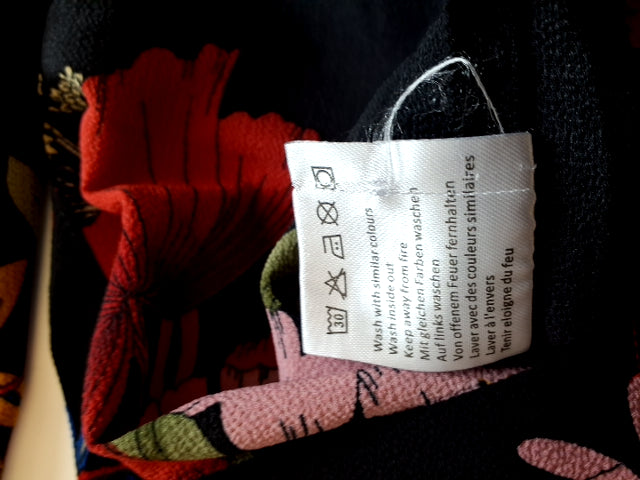 30
Wash with similar colours
Wash inside out
Keep away from fire
Mit gleichen Farben waschen
Auf links waschen
Von offenem Feuer fernhalten
Laver avec des couleurs similaires
Laver à l'envers
Tenir eloigne du feu